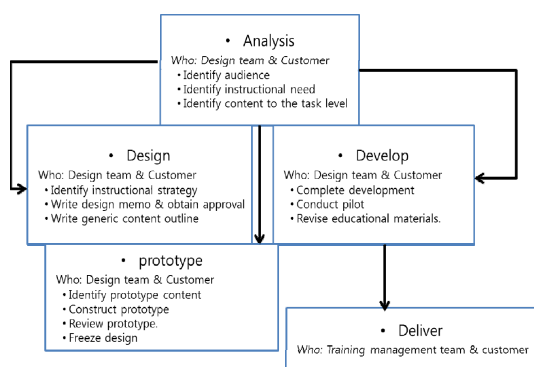 • Analysis
Who: Design team & Customer
• Identify audience
• Identify instructional need
• Identify content to the task level
• Design
Who: Design team & Customer
• Identify instructional strategy
• Write design memo & obtain approval
• Write generic content outline
• Develop
Who: Design team & Customer
• Complete development
• Conduct pilot
• Revise educational materials.
• prototype
Who: Design team & Customer
• Identify prototype content
• Construct prototype
• Review prototype.
• Freeze design
• Deliver
Who: Training management team & customer